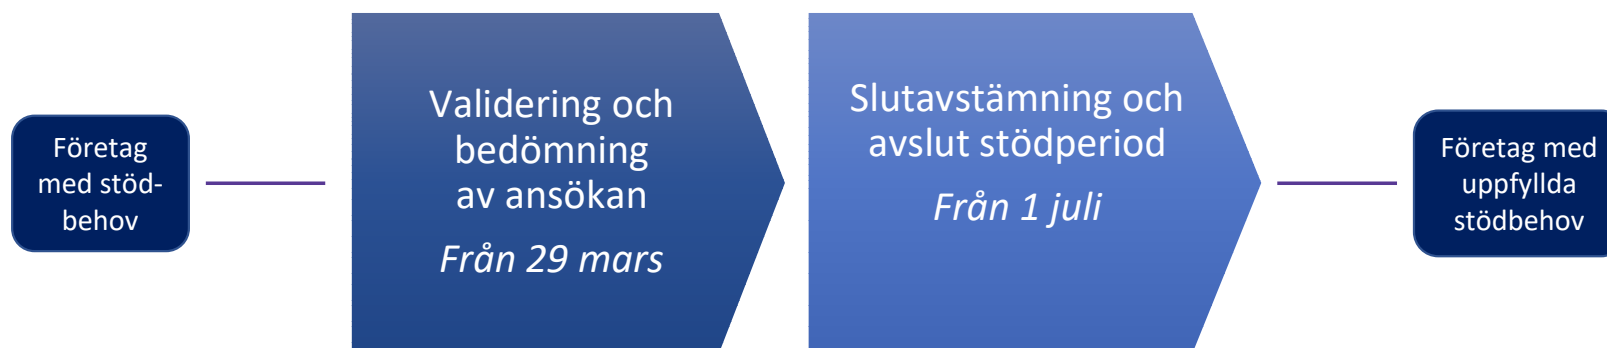 Företag
med stöd-
behov
Validering och
bedömning
av ansökan
Från 29 mars
Slutavstämning och
avslut stödperiod
Från 1 juli
Företag med
uppfyllda
stödbehov